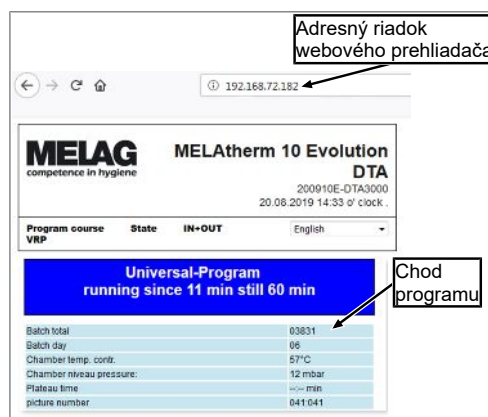 Adresný riadok
webového prehliadača
192.168.72.182
MELAG
competence in hygiene
MELAtherm 10 Evolution
DTA
200910E-DTA3000
20.08.2019 14:33 o' clock .
Program course State IN+OUT English
VRP
Universal-Program
running since 11 min still 60 min
Chod
programu
Batch total 03831
Batch day 06
Chamber temp. contr. 57°C
Chamber niveau pressure: 12 mbar
Plateau time --:-- min
picture number 041:041